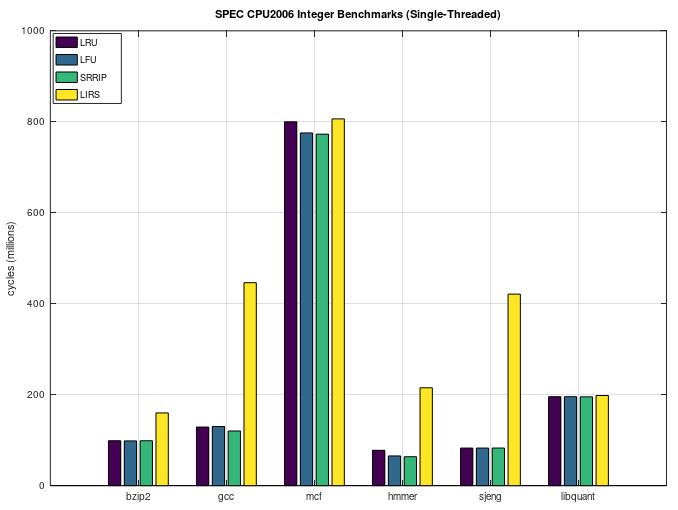 SPEC CPU2006 Integer Benchmarks (Single-Threaded)
1000
LRU
LFU
SRRIP
LIRS
800
600
cycles (millions)
400
200
0
bzip2 gcc mcf hmmer sjeng libquant